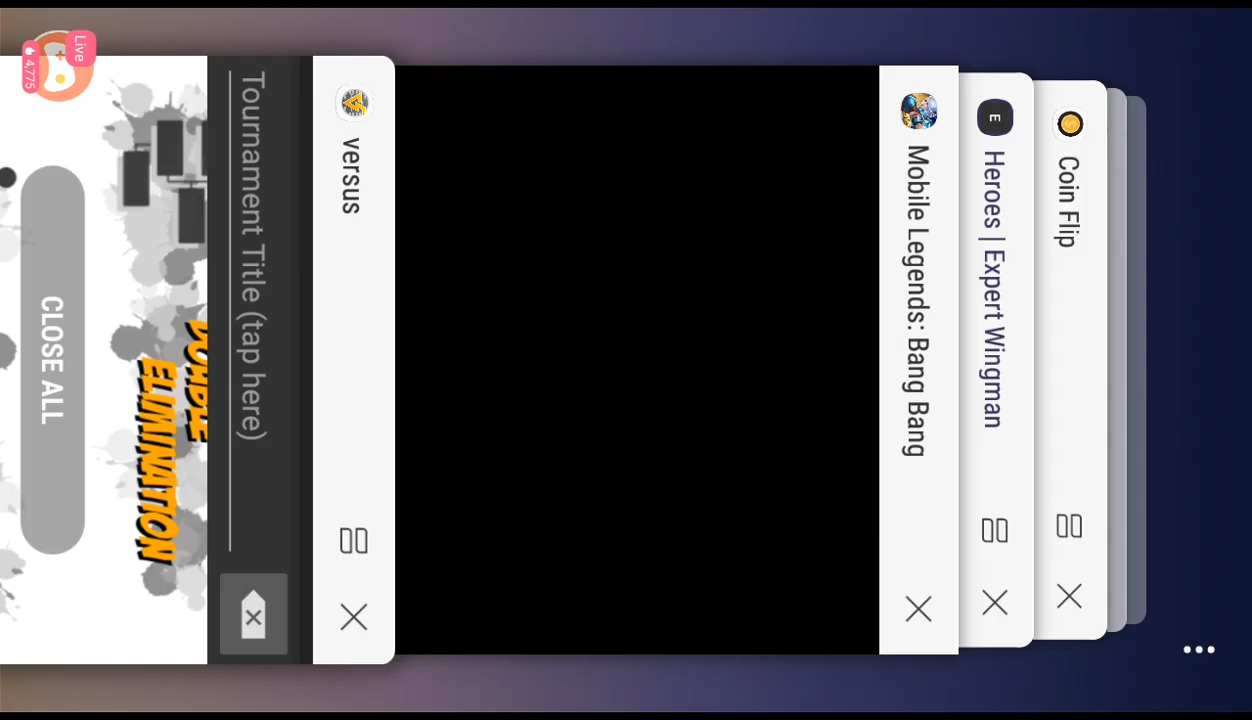 Coin Flip
E
Heroes | Expert Wingman
Mobile Legends: Bang Bang
versus
Tournament Title (tap here)
DOUBLE
ELIMINATION
CLOSE ALL
Live
4,775